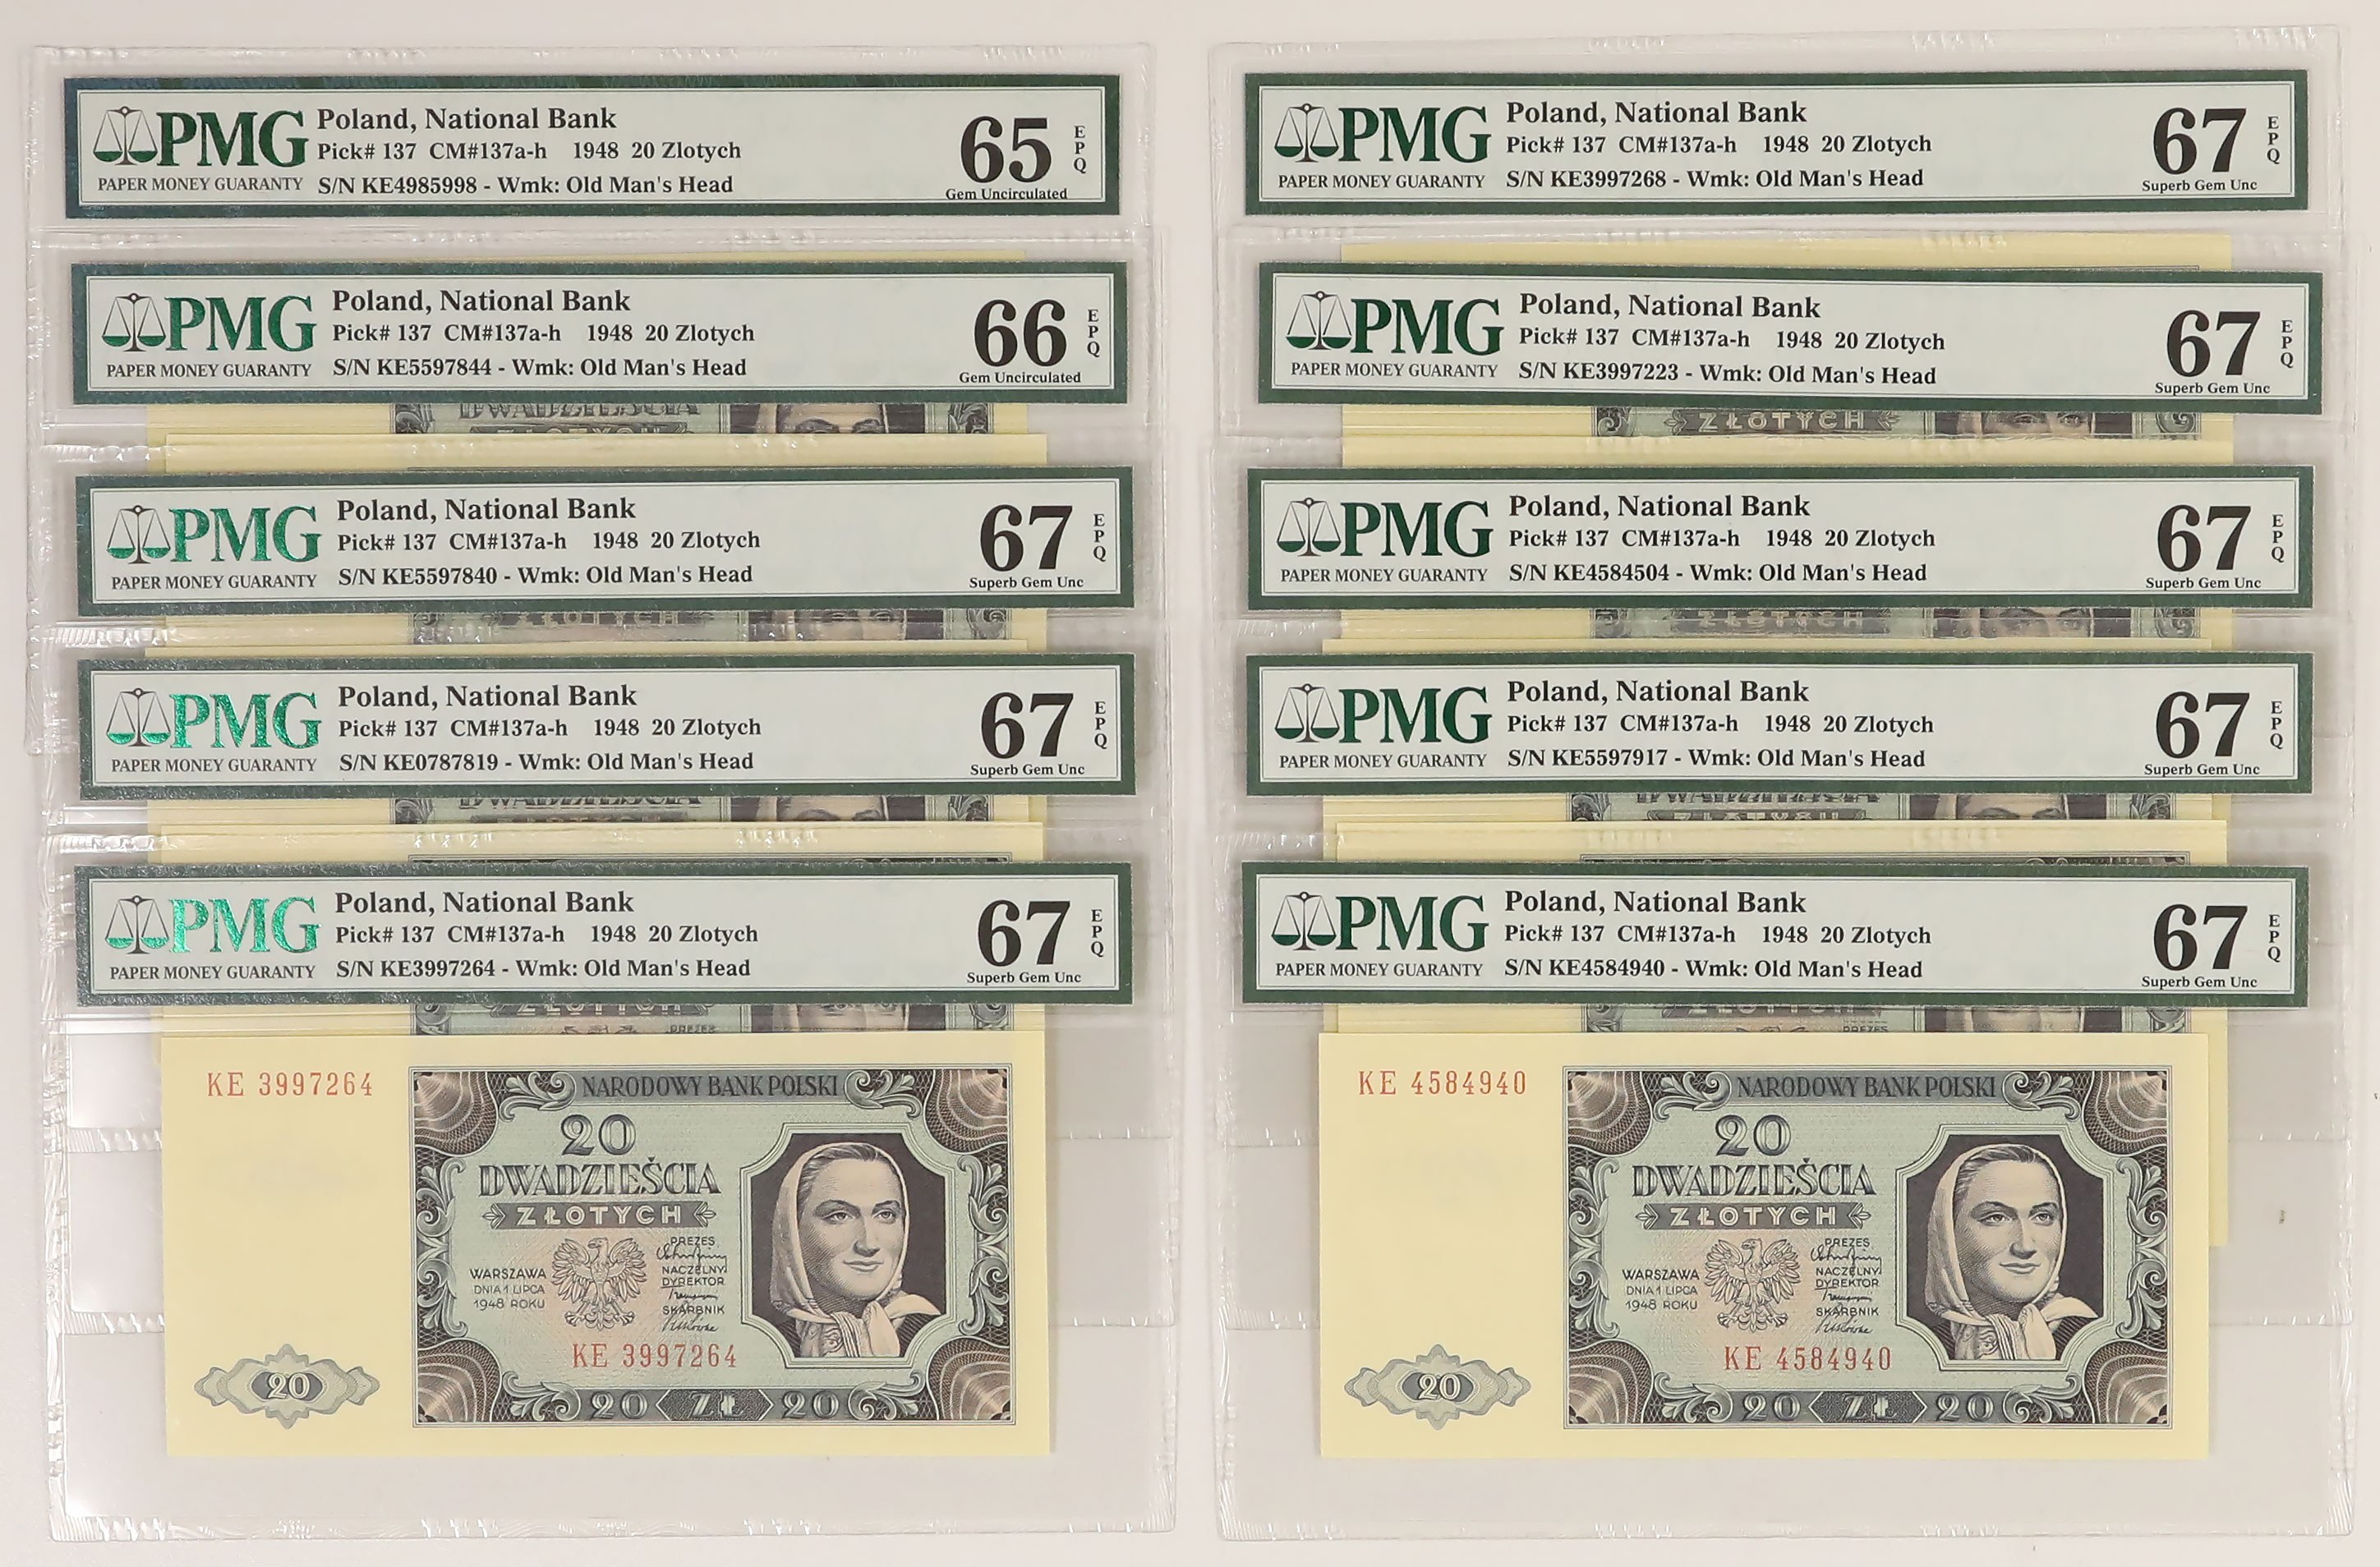 PMG
PAPER MONEY GUARANTY
Poland, National Bank
Pick# 137 CM#137a-h 1948 20 Zlotych
S/N KE4985998 - Wmk: Old Man's Head
65
EPQ
Gem Uncirculated
PMG
PAPER MONEY GUARANTY
Poland, National Bank
Pick# 137 CM#137a-h 1948 20 Zlotych
S/N KE5597844 - Wmk: Old Man's Head
66
EPQ
Gem Uncirculated
DWADZIEŚCIA
PMG
PAPER MONEY GUARANTY
Poland, National Bank
Pick# 137 CM#137a-h 1948 20 Zlotych
S/N KE5597840 - Wmk: Old Man's Head
67
EPQ
Superb Gem Unc
ZŁOTYCH
PMG
PAPER MONEY GUARANTY
Poland, National Bank
Pick# 137 CM#137a-h 1948 20 Zlotych
S/N KE0787819 - Wmk: Old Man's Head
67
EPQ
Superb Gem Unc
DWADZIEŚCIA
PMG
PAPER MONEY GUARANTY
Poland, National Bank
Pick# 137 CM#137a-h 1948 20 Zlotych
S/N KE3997264 - Wmk: Old Man's Head
67
EPQ
Superb Gem Unc
ZŁOTYCH
PREZES
KE 3997264
NARODOWY BANK POLSKI
20
DWADZIEŚCIA
ZŁOTYCH
PREZES
NACZELNY
DYREKTOR
SKARBNIK
WARSZAWA
DNIA 1 LIPCA
1948 ROKU
KE 3997264
20
20 ZŁ 20
PMG
PAPER MONEY GUARANTY
Poland, National Bank
Pick# 137 CM#137a-h 1948 20 Zlotych
S/N KE3997268 - Wmk: Old Man's Head
67
EPQ
Superb Gem Unc
PMG
PAPER MONEY GUARANTY
Poland, National Bank
Pick# 137 CM#137a-h 1948 20 Zlotych
S/N KE3997223 - Wmk: Old Man's Head
67
EPQ
Superb Gem Unc
ZŁOTYCH
PMG
PAPER MONEY GUARANTY
Poland, National Bank
Pick# 137 CM#137a-h 1948 20 Zlotych
S/N KE4584504 - Wmk: Old Man's Head
67
EPQ
Superb Gem Unc
ZŁOTYCH
PMG
PAPER MONEY GUARANTY
Poland, National Bank
Pick# 137 CM#137a-h 1948 20 Zlotych
S/N KE5597917 - Wmk: Old Man's Head
67
EPQ
Superb Gem Unc
DWADZIEŚCIA
ZŁOTYCH
PMG
PAPER MONEY GUARANTY
Poland, National Bank
Pick# 137 CM#137a-h 1948 20 Zlotych
S/N KE4584940 - Wmk: Old Man's Head
67
EPQ
Superb Gem Unc
ZŁOTYCH
PREZES
KE 4584940
NARODOWY BANK POLSKI
20
DWADZIEŚCIA
ZŁOTYCH
PREZES
NACZELNY
DYREKTOR
SKARBNIK
WARSZAWA
DNIA 1 LIPCA
1948 ROKU
KE 4584940
20
20 ZŁ 20